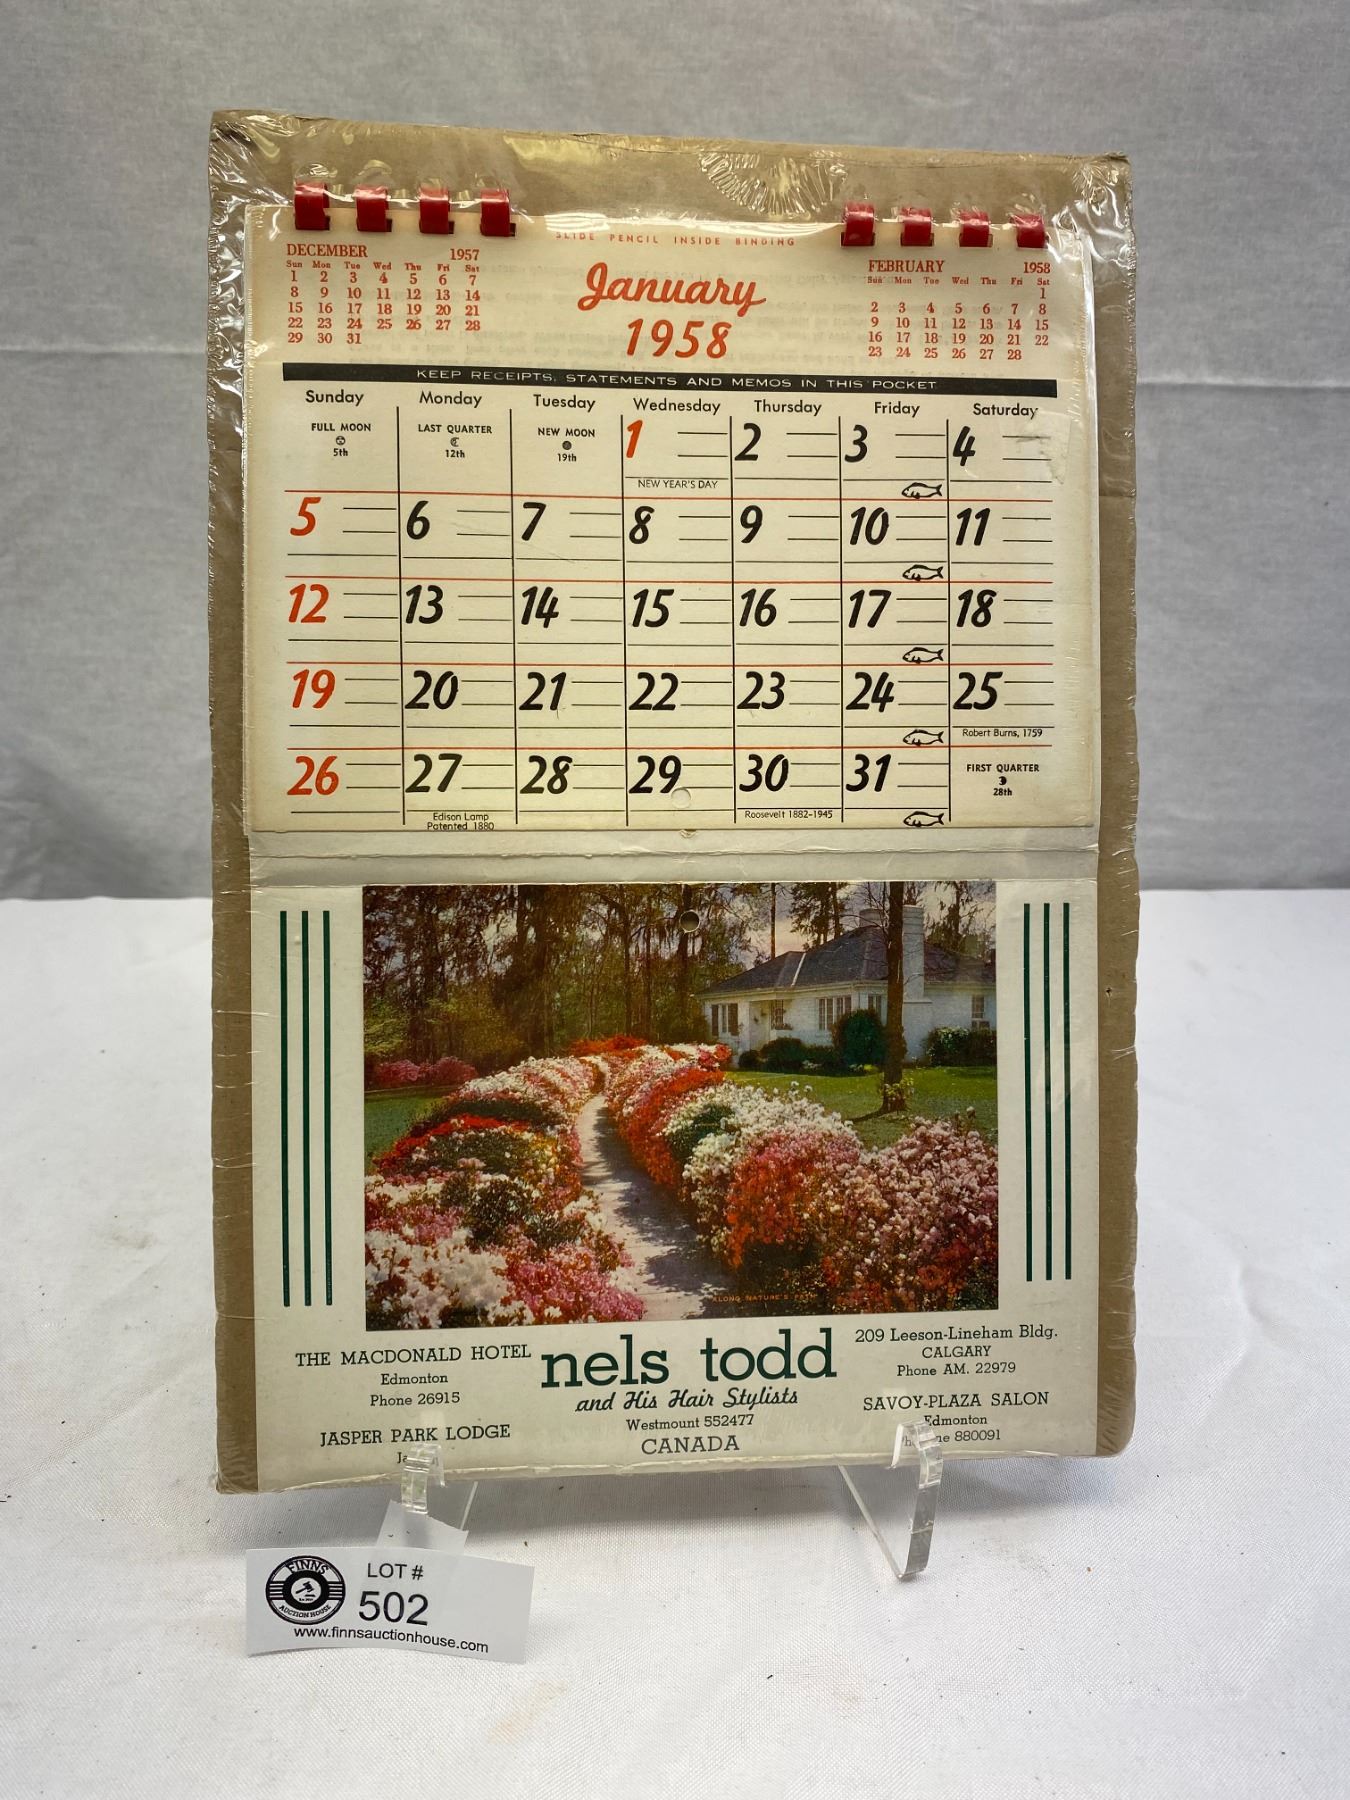 SLIDE PENCIL INSIDE BINDING
DECEMBER 1957
Sun Mon Tue Wed Thu Fri Sat
1 2 3 4 5 6 7
8 9 10 11 12 13 14
15 16 17 18 19 20 21
22 23 24 25 26 27 28
29 30 31
January
1958
FEBRUARY 1958
Sun Mon Tue Wed Thu Fri Sat
1
2 3 4 5 6 7 8
9 10 11 12 13 14 15
16 17 18 19 20 21 22
23 24 25 26 27 28
KEEP RECEIPTS, STATEMENTS AND MEMOS IN THIS POCKET
Sunday Monday Tuesday Wednesday Thursday Friday Saturday
FULL MOON
5th
LAST QUARTER
12th
NEW MOON
19th
1 2 3 4
NEW YEAR'S DAY
5 6 7 8 9 10 11
12 13 14 15 16 17 18
19 20 21 22 23 24 25
Robert Burns, 1759
26 27 28 29 30 31
FIRST QUARTER
28th
Edison Lamp
Patented 1880
Roosevelt 1882-1945
ALONG NATURE'S PATH
THE MACDONALD HOTEL
Edmonton
Phone 26915
JASPER PARK LODGE
nels todd
and His Hair Stylists
Westmount 552477
CANADA
209 Leeson-Lineham Bldg.
CALGARY
Phone AM. 22979
SAVOY-PLAZA SALON
Edmonton
Phone 880091
FINNS
AUCTION HOUSE
LOT #
502
www.finnsauctionhouse.com